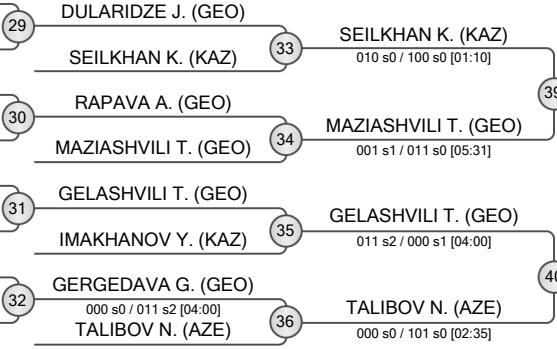 DULARIDZE J. (GEO)
29
SEILKHAN K. (KAZ)
33
SEILKHAN K. (KAZ)
010 s0 / 100 s0 [01:10]
39
RAPAVA A. (GEO)
30
MAZIASHVILI T. (GEO)
34
MAZIASHVILI T. (GEO)
001 s1 / 011 s0 [05:31]
GELASHVILI T. (GEO)
31
IMAKHANOV Y. (KAZ)
35
GELASHVILI T. (GEO)
011 s2 / 000 s1 [04:00]
40
GERGEDAVA G. (GEO)
32
000 s0 / 011 s2 [04:00]
TALIBOV N. (AZE)
36
TALIBOV N. (AZE)
000 s0 / 101 s0 [02:35]